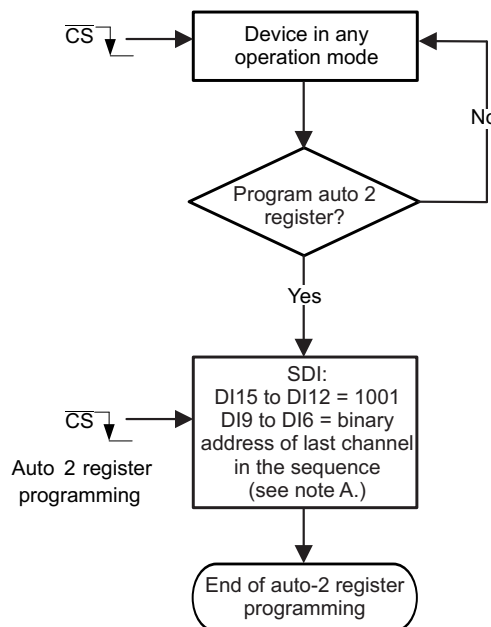 CS
Device in any
operation mode
No
Program auto 2
register?
Yes
SDI:
DI15 to DI12 = 1001
DI9 to DI6 = binary
address of last channel
in the sequence
(see note A.)
CS
Auto 2 register
programming
End of auto-2 register
programming